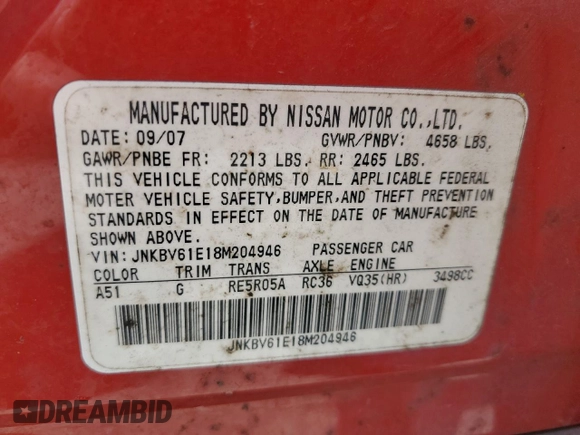 MANUFACTURED BY NISSAN MOTOR CO.,LTD.
DATE: 09/07 GVWR/PNBV: 4658 LBS.
GAWR/PNBE FR: 2213 LBS. RR: 2465 LBS.
THIS VEHICLE CONFORMS TO ALL APPLICABLE FEDERAL
MOTOR VEHICLE SAFETY,BUMPER,AND THEFT PREVENTION
STANDARDS IN EFFECT ON THE DATE OF MANUFACTURE
SHOWN ABOVE.
VIN: JNKBV61E18M204946 PASSENGER CAR
COLOR TRIM TRANS AXLE ENGINE
A51 G RE5R05A RC36 VQ35(HR) 3498CC
JNKBV61E18M204946
DREAMBID